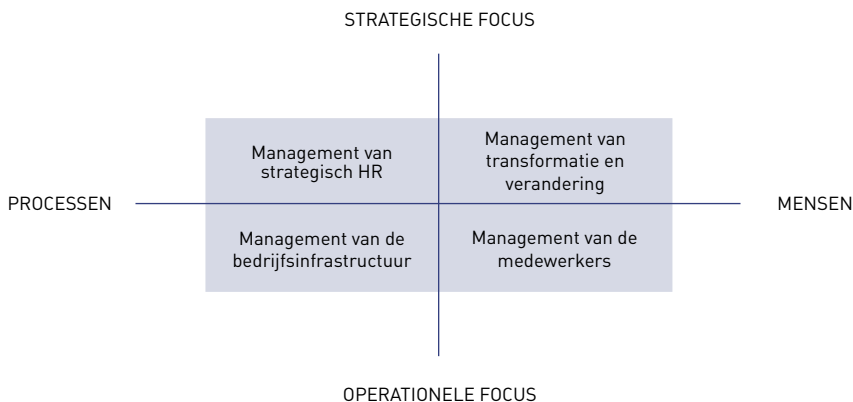 STRATEGISCHE FOCUS
Management van
strategisch HR
Management van
transformatie en
verandering
PROCESSEN
MENSEN
Management van de
bedrijfsinfrastructuur
Management van de
medewerkers
OPERATIONELE FOCUS